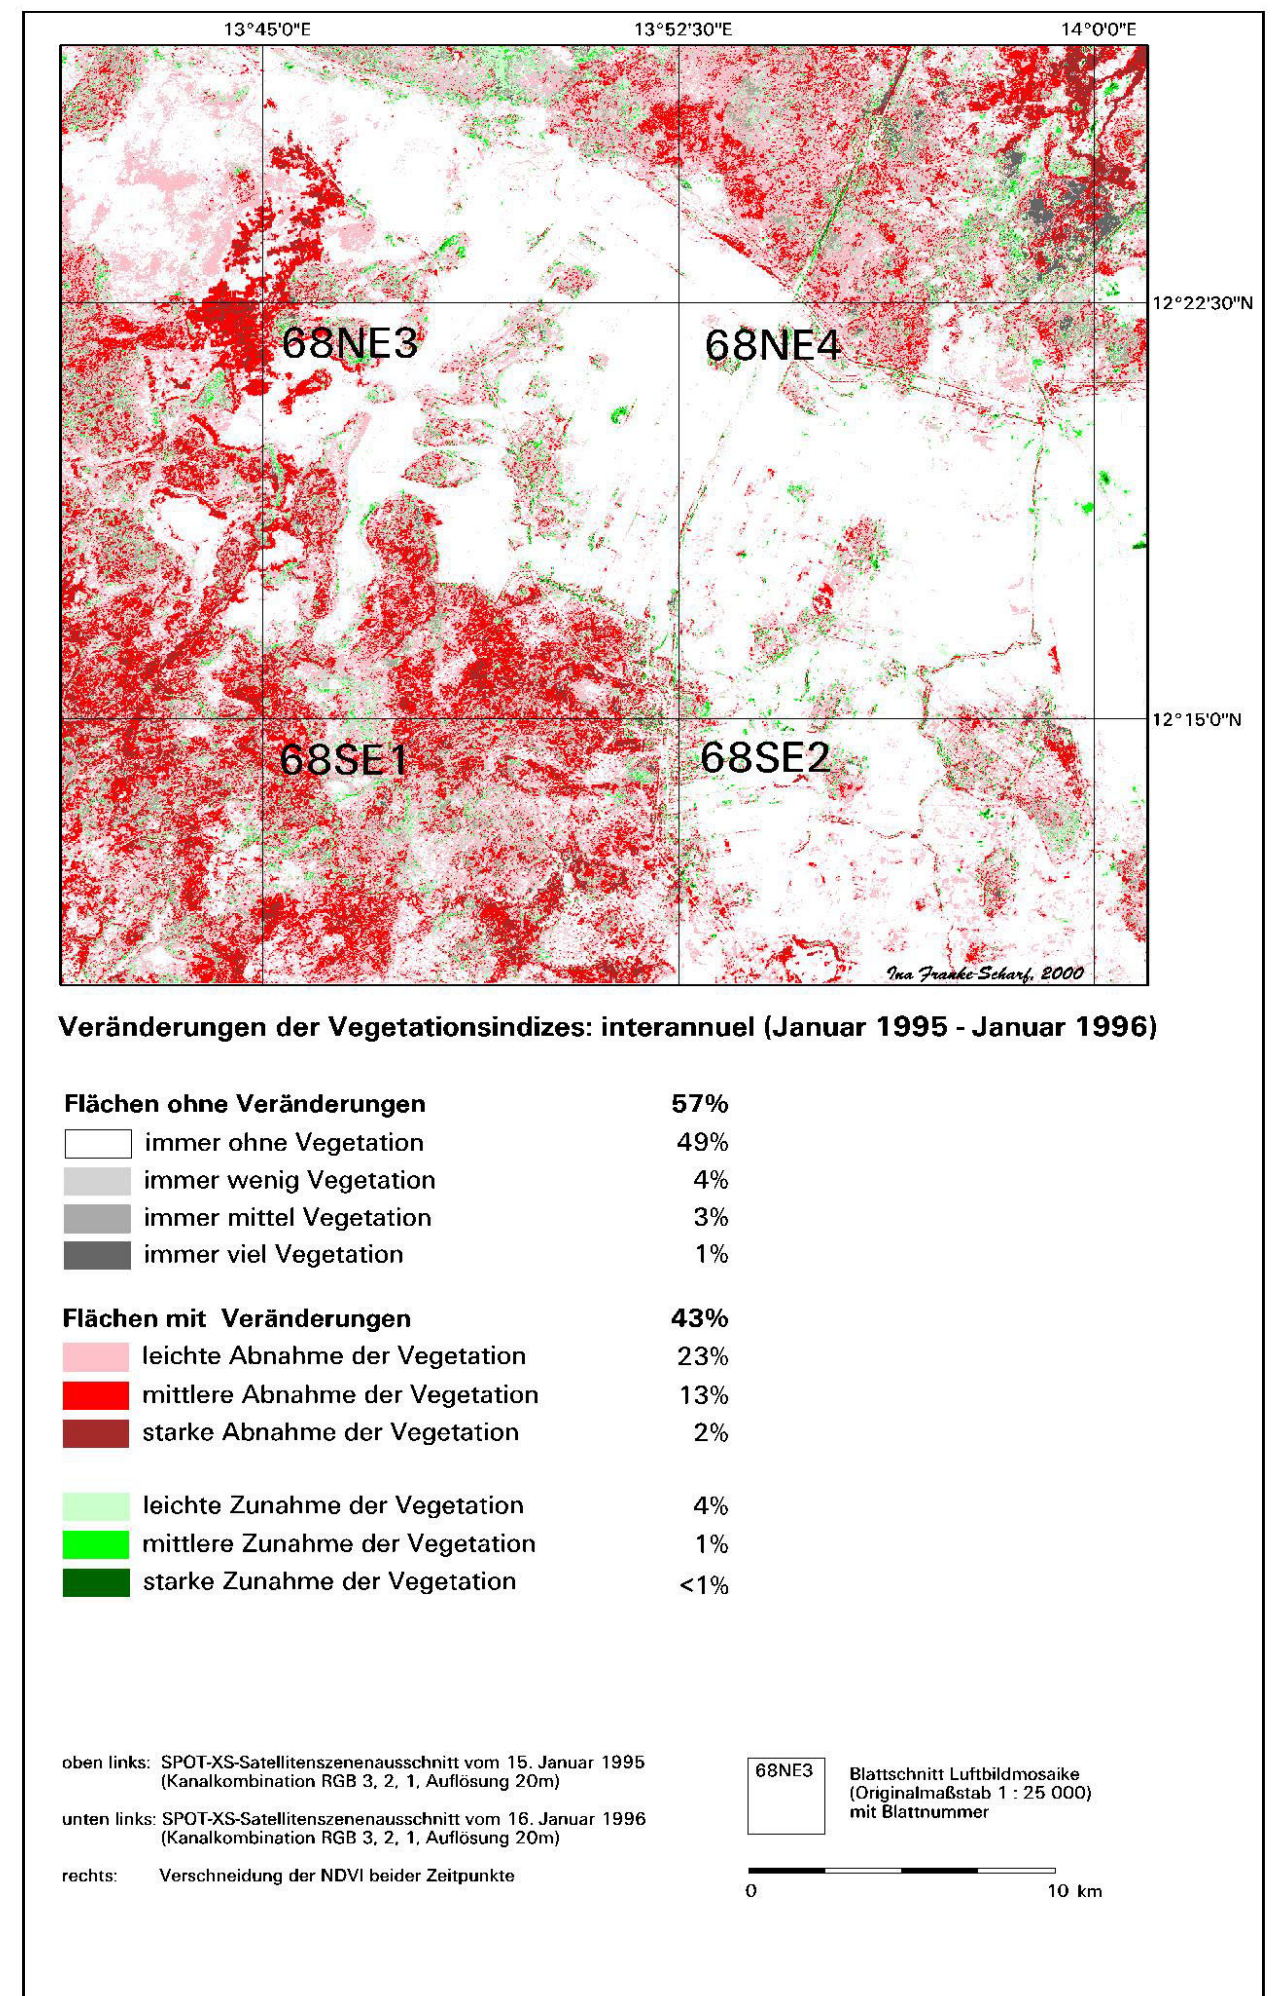 13°45'0"E 13°52'30"E 14°0'0"E
12°22'30"N
68NE3 68NE4
12°15'0"N
68SE1 68SE2
Ina Franke-Scharf, 2000
Veränderungen der Vegetationsindizes: interannuel (Januar 1995 - Januar 1996)
Flächen ohne Veränderungen 57%
immer ohne Vegetation 49%
immer wenig Vegetation 4%
immer mittel Vegetation 3%
immer viel Vegetation 1%
Flächen mit Veränderungen 43%
leichte Abnahme der Vegetation 23%
mittlere Abnahme der Vegetation 13%
starke Abnahme der Vegetation 2%
leichte Zunahme der Vegetation 4%
mittlere Zunahme der Vegetation 1%
starke Zunahme der Vegetation <1%
oben links: SPOT-XS-Satellitenszenenausschnitt vom 15. Januar 1995
(Kanalkombination RGB 3, 2, 1, Auflösung 20m)
unten links: SPOT-XS-Satellitenszenenausschnitt vom 16. Januar 1996
(Kanalkombination RGB 3, 2, 1, Auflösung 20m)
rechts: Verschneidung der NDVI beider Zeitpunkte
68NE3
Blattschnitt Luftbildmosaike
(Originalmaßstab 1 : 25 000)
mit Blattnummer
0 10 km